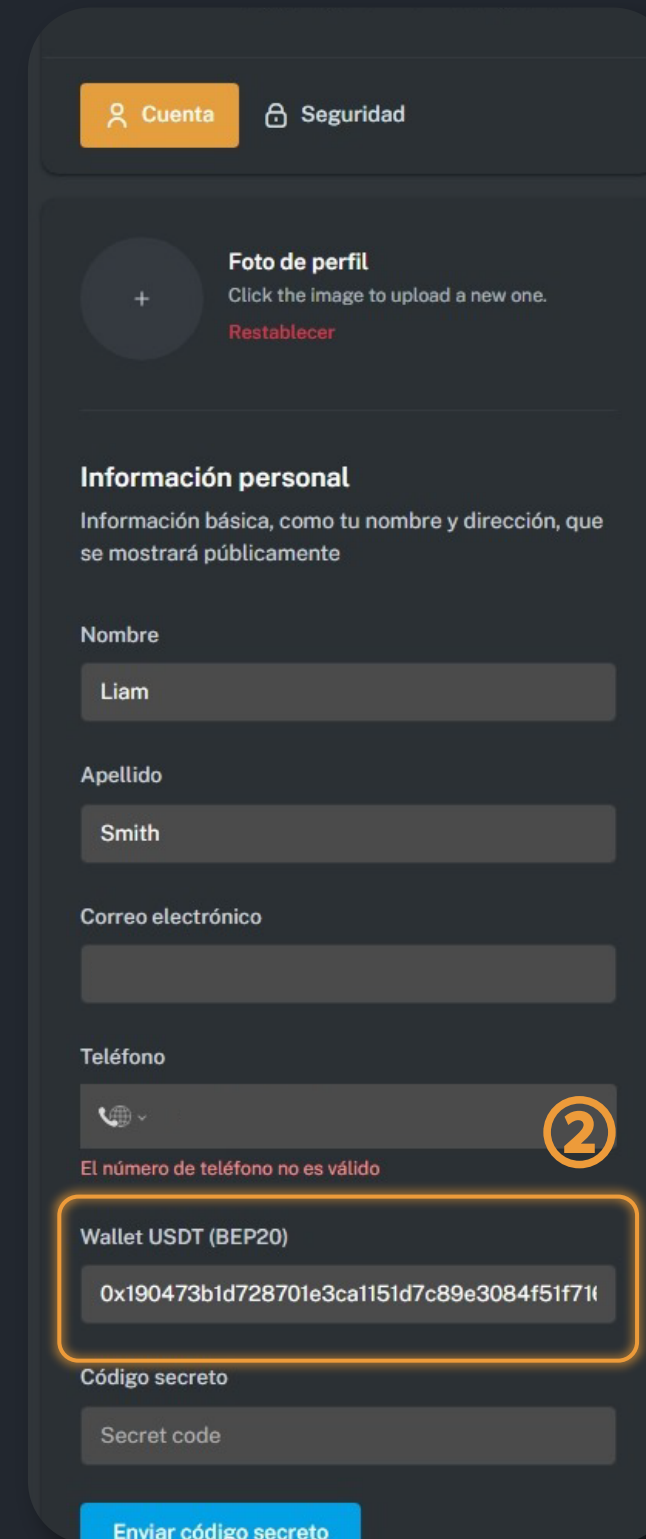 Cuenta Seguridad
Foto de perfil
Click the image to upload a new one.
Restablecer
Información personal
Información básica, como tu nombre y dirección, que
se mostrará públicamente
Nombre
Liam
Apellido
Smith
Correo electrónico
Teléfono
2
El número de teléfono no es válido
Wallet USDT (BEP20)
0x190473b1d728701e3ca1151d7c89e3084f51f716
Código secreto
Secret code
Enviar código secreto